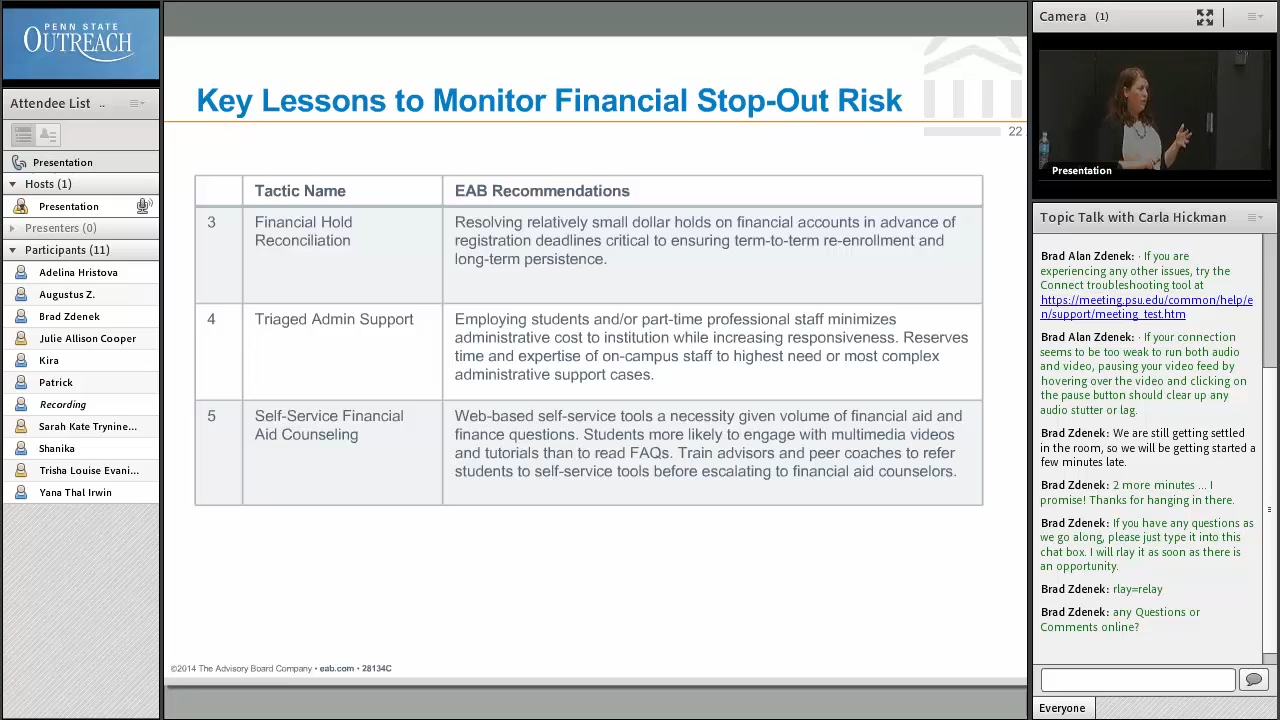 PENN STATE
OUTREACH
Attendee List ..
Presentation
Hosts (1)
Presentation
Presenters (0)
Participants (11)
Adelina Hristova
Augustus Z.
Brad Zdenek
Julie Allison Cooper
Kira
Patrick
Recording
Sarah Kate Trynine...
Shanika
Trisha Louise Evani...
Yana Thal Irwin
Key Lessons to Monitor Financial Stop-Out Risk
22
Tactic Name
EAB Recommendations
3
Financial Hold
Reconciliation
Resolving relatively small dollar holds on financial accounts in advance of
registration deadlines critical to ensuring term-to-term re-enrollment and
long-term persistence.
4
Triaged Admin Support
Employing students and/or part-time professional staff minimizes
administrative cost to institution while increasing responsiveness. Reserves
time and expertise of on-campus staff to highest need or most complex
administrative support cases.
5
Self-Service Financial
Aid Counseling
Web-based self-service tools a necessity given volume of financial aid and
finance questions. Students more likely to engage with multimedia videos
and tutorials than to read FAQs. Train advisors and peer coaches to refer
students to self-service tools before escalating to financial aid counselors.
©2014 The Advisory Board Company • eab.com • 28134C
Camera (1)
Presentation
Topic Talk with Carla Hickman
Brad Alan Zdenek: · If you are
experiencing any other issues, try the
Connect troubleshooting tool at
https://meeting.psu.edu/common/help/e
n/support/meeting_test.htm
Brad Alan Zdenek: · If your connection
seems to be too weak to run both audio
and video, pausing your video feed by
hovering over the video and clicking on
the pause button should clear up any
audio stutter or lag.
Brad Zdenek: We are still getting settled
in the room, so we will be getting started a
few minutes late.
Brad Zdenek: 2 more minutes ... I
promise! Thanks for hanging in there.
Brad Zdenek: If you have any questions as
we go along, please just type it into this
chat box. I will rlay it as soon as there is
an opportunity.
Brad Zdenek: rlay=relay
Brad Zdenek: any Questions or
Comments online?
Everyone